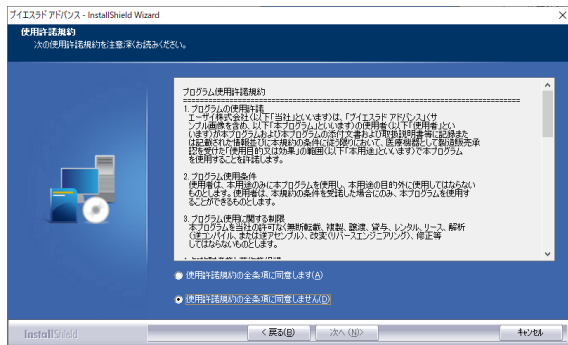 ブイエスラド アドバンス - InstallShield Wizard
使用許諾規約
次の使用許諾規約を注意深くお読みください。
プログラム使用許諾規約
1. プログラムの使用許諾
エーザイ株式会社(以下「当社」といいます)は、「ブイエスラド アドバンス」(サ
ンプル画像を含め、以下「本プログラム」といいます)の使用者(以下「使用者」とい
います)が本プログラムおよび本プログラムの添付文書および取扱説明書等に記録また
は記載された情報並びに本規約の条件に従う限りにおいて、医療機器として製造販売承
認を受けた「使用目的又は効果」の範囲(以下「本用途」といいます)で本プログラム
を使用することを許諾します。
2. プログラム使用条件
使用者は、本用途のみに本プログラムを使用し、本用途の目的外に使用してはならない
ものとします。使用者は、本規約の条件を受諾した場合にのみ、本プログラムを使用す
ることができるものとします。
3. プログラム使用に関する制限
本プログラムを当社の許可なく無断転載、複製、譲渡、貸与、レンタル、リース、解析
(逆コンパイル、または逆アセンブル)、改変(リバースエンジニアリング)、修正等
してはならないものとします。
使用許諾規約の全条項に同意します(A)
使用許諾規約の全条項に同意しません(D)
InstallShield
< 戻る(B)
次へ (N)>
キャンセル